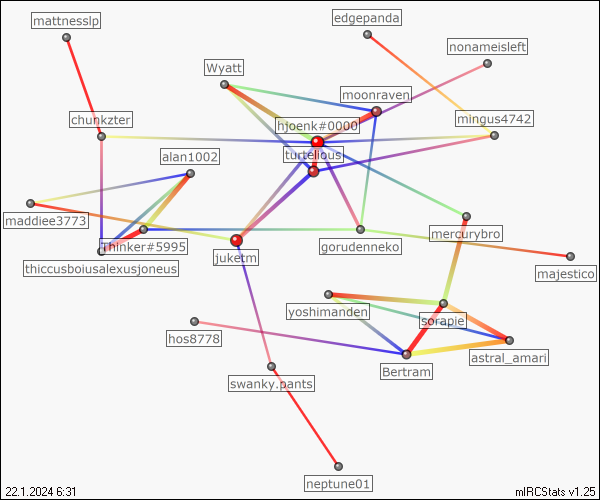 mattnesslp
edgepanda
nonameisleft
Wyatt
moonraven
chunkzter
hjoenk#0000
mingus4742
alan1002
turtelious
maddiee3773
Thinker#5995
gorudenneko
mercurybro
thiccusboiusalexusjoneus
juketm
majestico
yoshimanden
sorapje
hos8778
astral_amari
Bertram
swanky.pants
neptune01
22.1.2024 6:31
mIRCStats v1.25